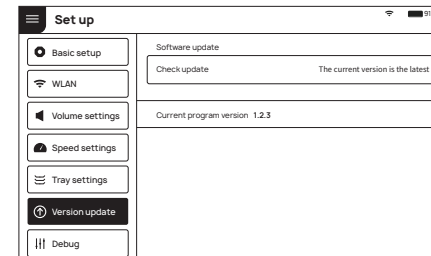 Set up
91
Basic setup
WLAN
Volume settings
Speed settings
Tray settings
Version update
Debug
Software update
Check update The current version is the latest
Current program version 1.2.3